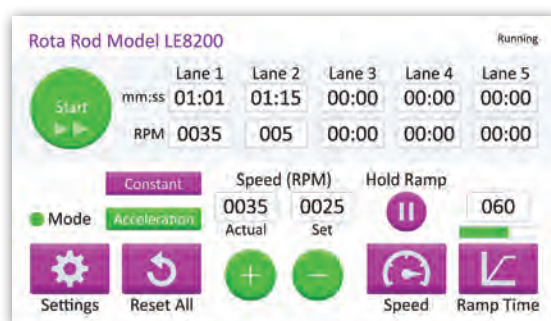 Rota Rod Model LE8200 Running
Lane 1 Lane 2 Lane 3 Lane 4 Lane 5
Start mm:ss 01:01 01:15 00:00 00:00 00:00
RPM 0035 005 00:00 00:00 00:00
Constant Speed (RPM) Hold Ramp
Mode Acceleration 0035 0025 060
Actual Set
Settings Reset All Speed Ramp Time